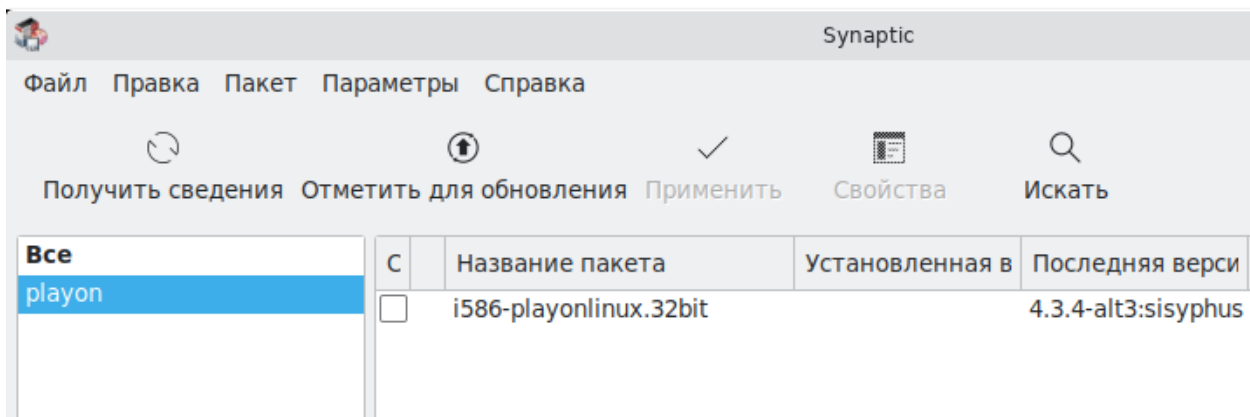 Synaptic
Файл Правка Пакет Параметры Справка
Получить сведения Отметить для обновления Применить Свойства Искать
Все
playon
С Название пакета Установленная в Последняя верси
i586-playonlinux.32bit 4.3.4-alt3:sisyphus